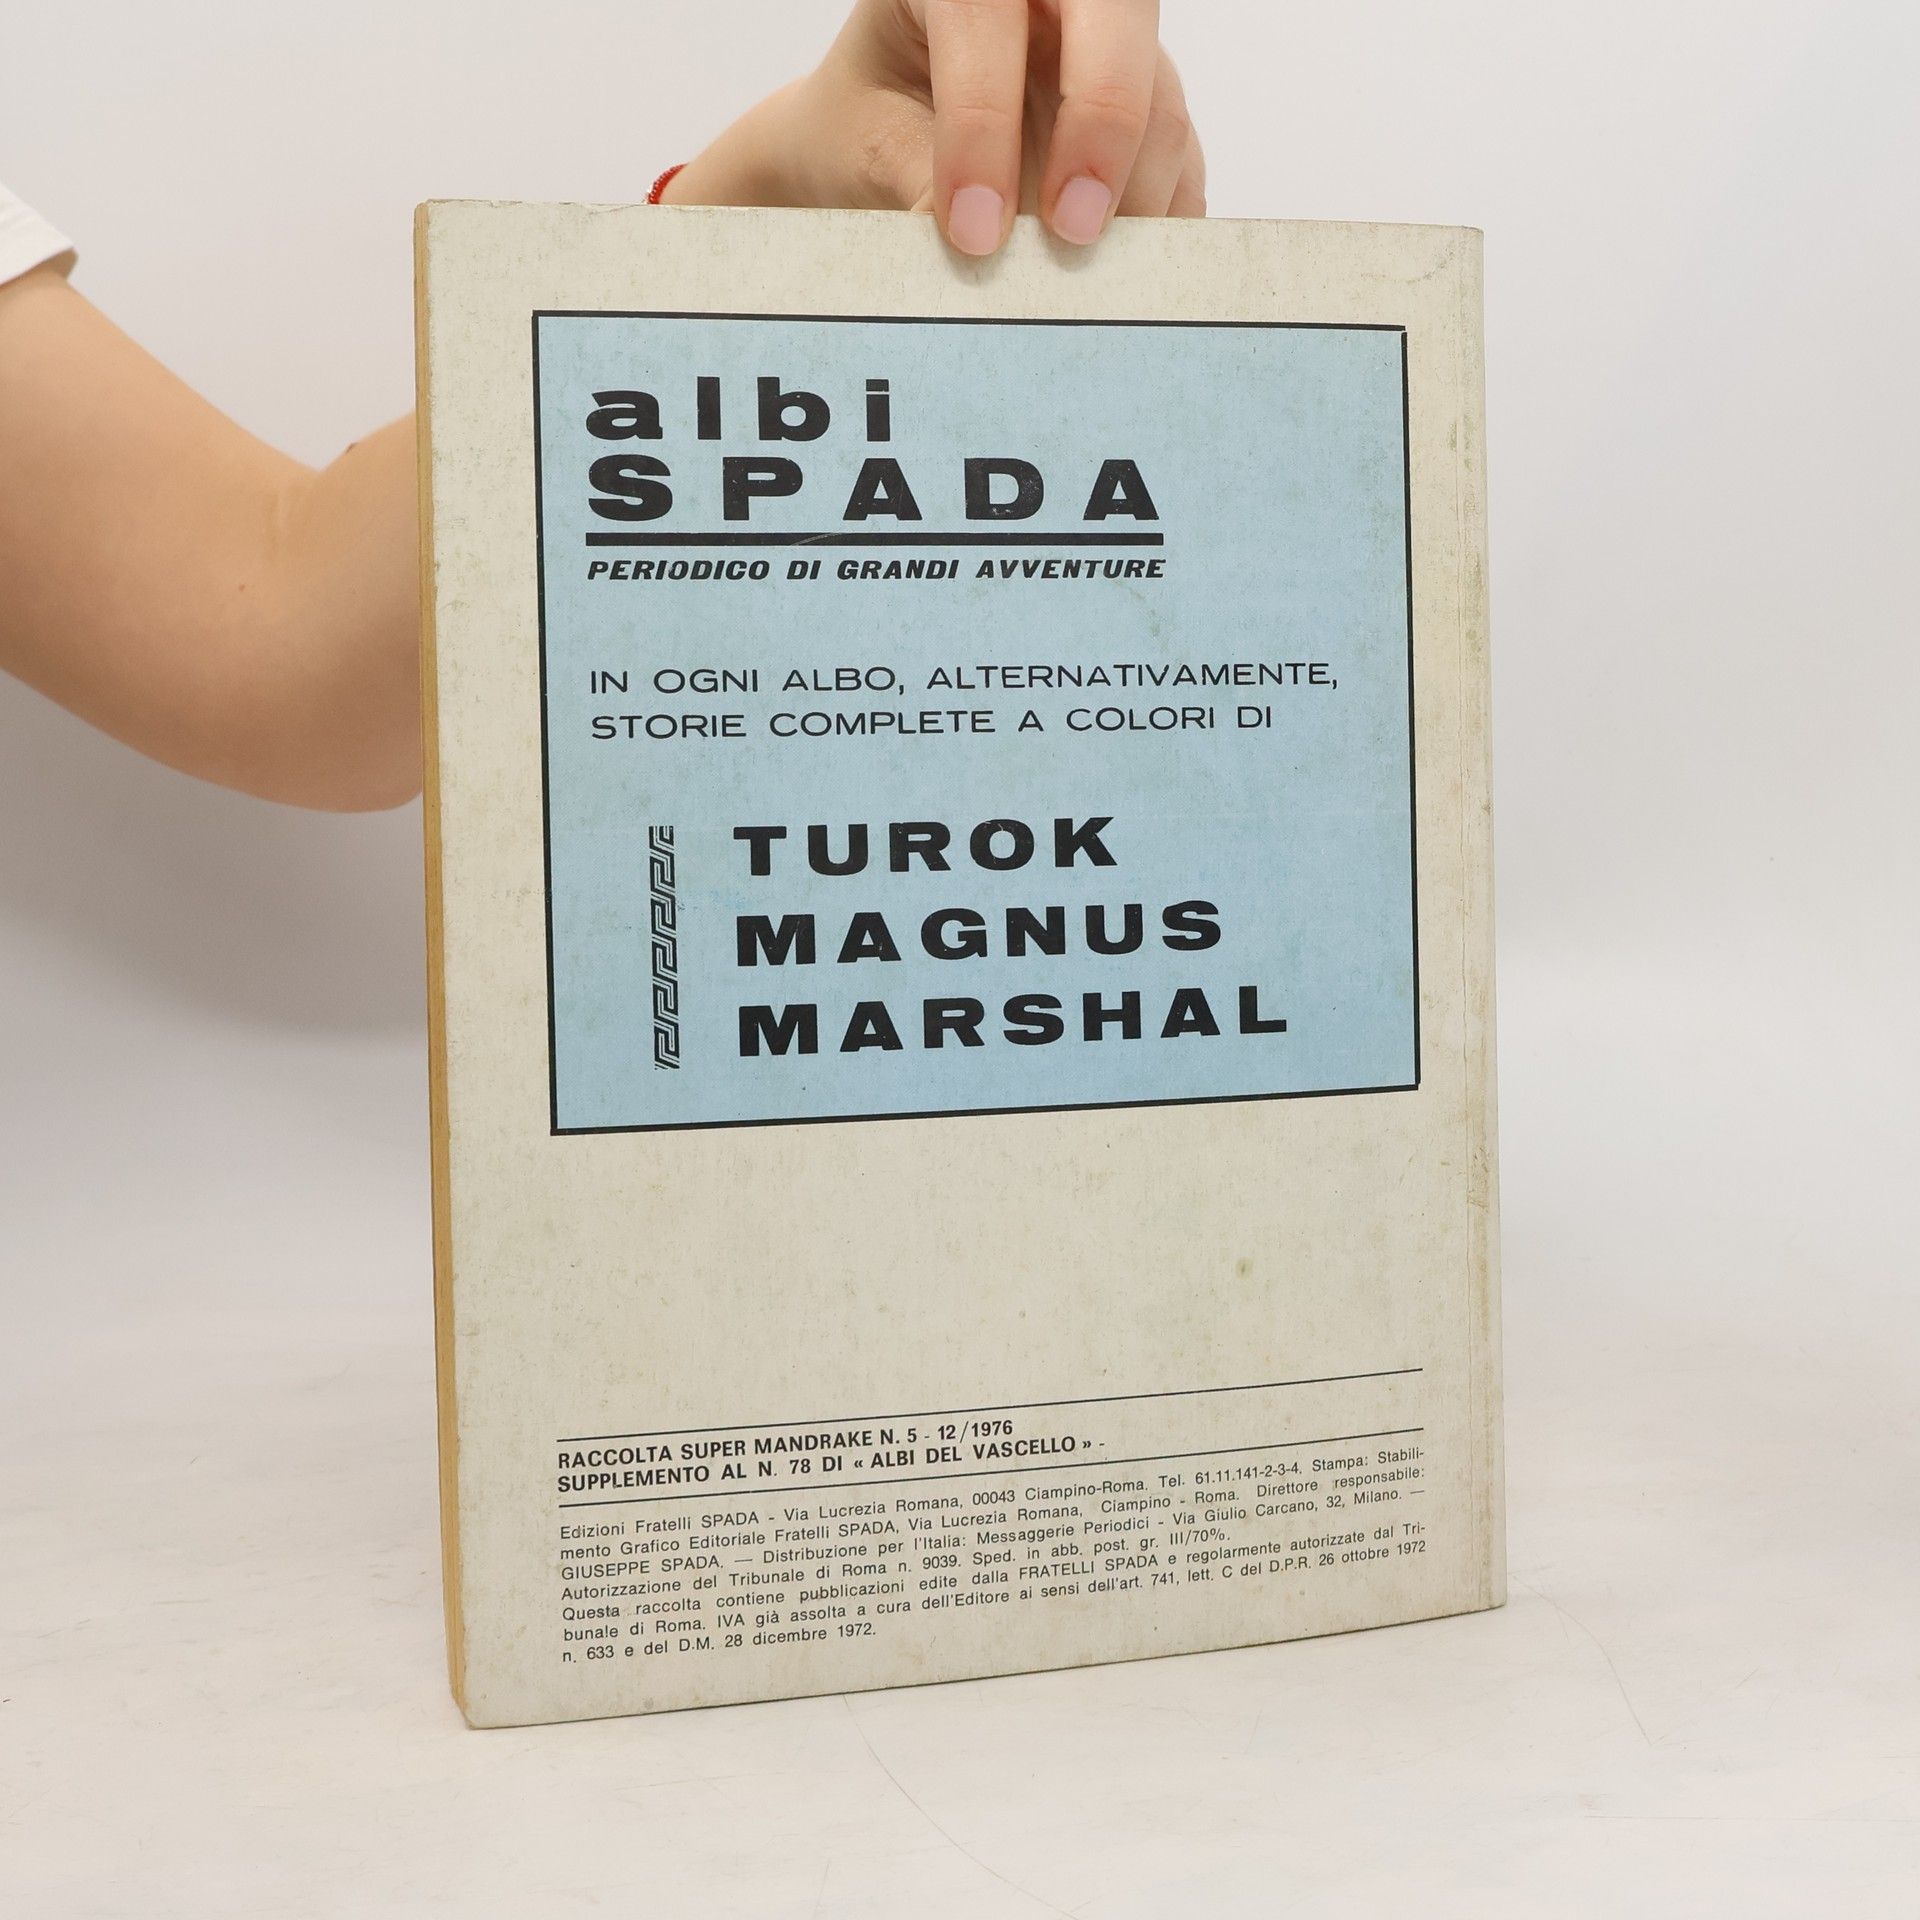 albi
SPADA
PERIODICO DI GRANDI AVVENTURE
IN OGNI ALBO, ALTERNATIVAMENTE,
STORIE COMPLETE A COLORI DI
TUROK
MAGNUS
MARSHAL
RACCOLTA SUPER MANDRAKE N. 5 - 12/1976
SUPPLEMENTO AL N. 78 DI « ALBI DEL VASCELLO » -
Edizioni Fratelli SPADA - Via Lucrezia Romana, 00043 Ciampino-Roma. Tel. 61.11.141-2-3-4. Stampa: Stabili-
mento Grafico Editoriale Fratelli SPADA, Via Lucrezia Romana, Ciampino - Roma. Direttore responsabile:
GIUSEPPE SPADA. — Distribuzione per l'Italia: Messaggerie Periodici - Via Giulio Carcano, 32, Milano. —
Autorizzazione del Tribunale di Roma n. 9039. Sped. in abb. post. gr. III/70%.
Questa raccolta contiene pubblicazioni edite dalla FRATELLI SPADA e regolarmente autorizzate dal Tri-
bunale di Roma. IVA già assolta a cura dell'Editore ai sensi dell'art. 741, lett. C del D.P.R. 26 ottobre 1972
n. 633 e del D.M. 28 dicembre 1972.